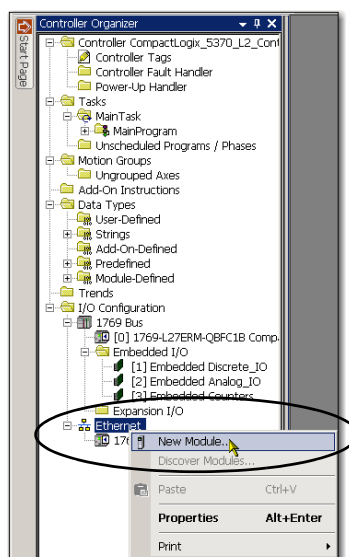 Controller Organizer
Start Page
Controller CompactLogix_5370_L2_Cont
Controller Tags
Controller Fault Handler
Power-Up Handler
Tasks
MainTask
MainProgram
Unscheduled Programs / Phases
Motion Groups
Ungrouped Axes
Add-On Instructions
Data Types
User-Defined
Strings
Add-On-Defined
Predefined
Module-Defined
Trends
I/O Configuration
1769 Bus
[0] 1769-L27ERM-QBFC1B Comp
Embedded I/O
[1] Embedded Discrete_IO
[2] Embedded Analog_IO
[3] Embedded Counters
Expansion I/O
Ethernet
176
New Module...
Discover Modules...
Paste Ctrl+V
Properties Alt+Enter
Print